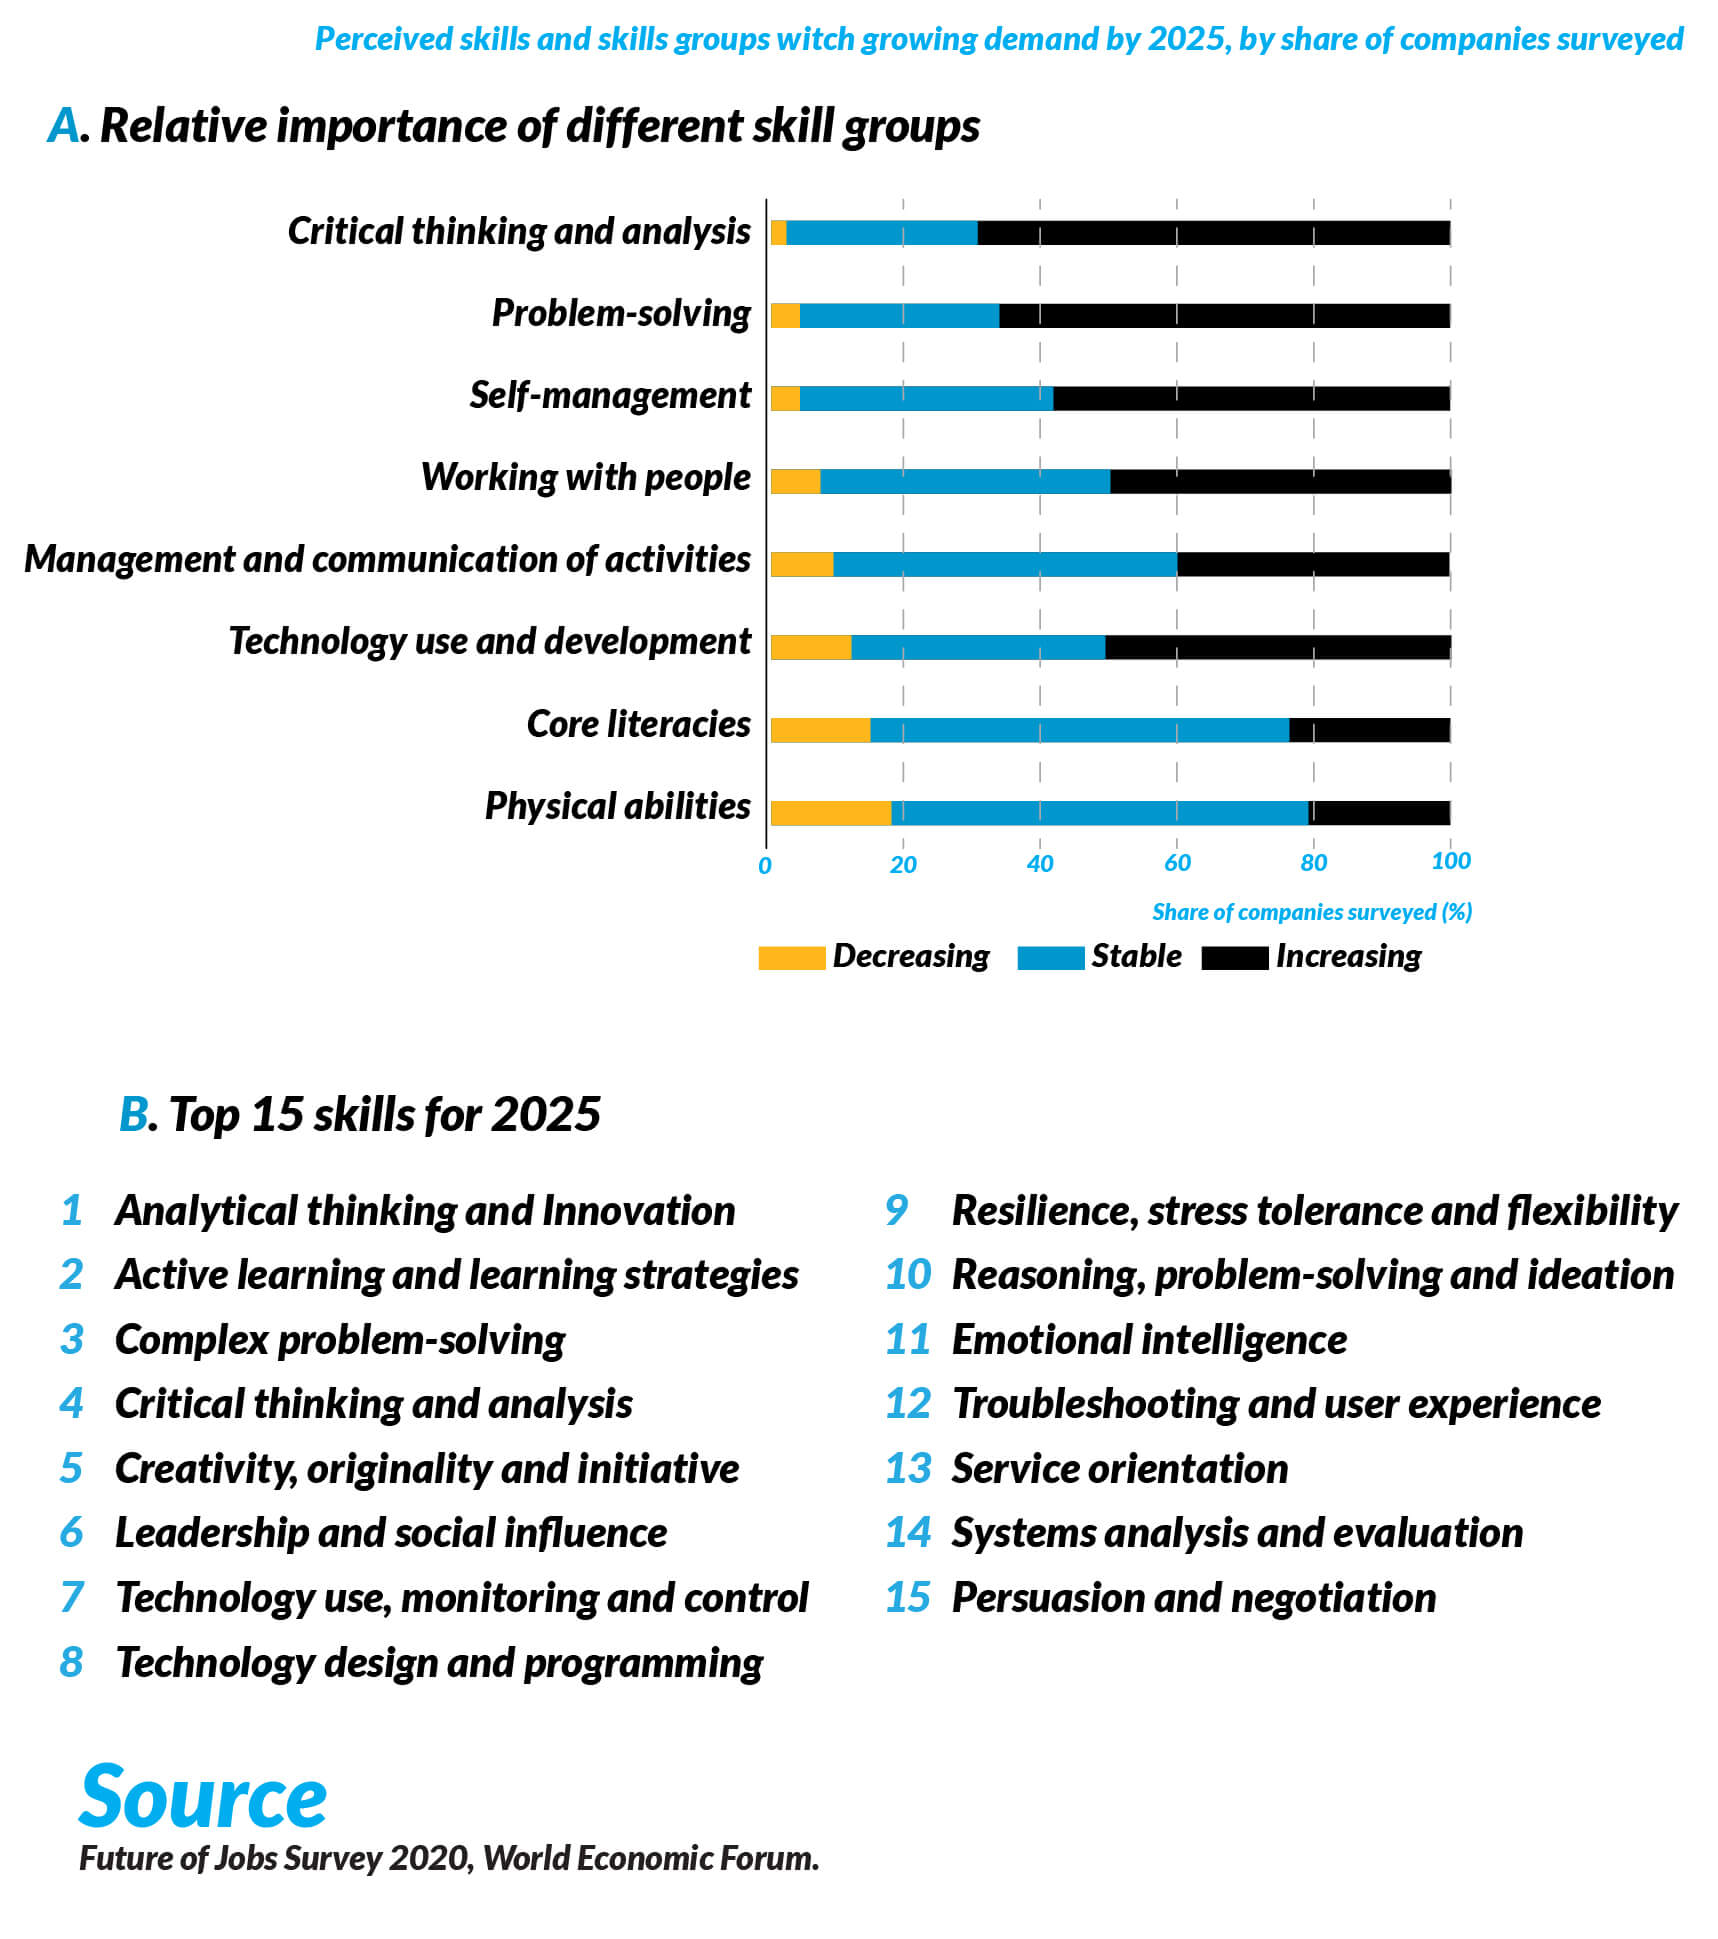 Perceived skills and skills groups witch growing demand by 2025, by share of companies surveyed
A. Relative importance of different skill groups
Critical thinking and analysis
Problem-solving
Self-management
Working with people
Management and communication of activities
Technology use and development
Core literacies
Physical abilities
0 20 40 60 80 100
Share of companies surveyed (%)
Decreasing Stable Increasing
B. Top 15 skills for 2025
1 Analytical thinking and Innovation
2 Active learning and learning strategies
3 Complex problem-solving
4 Critical thinking and analysis
5 Creativity, originality and initiative
6 Leadership and social influence
7 Technology use, monitoring and control
8 Technology design and programming
9 Resilience, stress tolerance and flexibility
10 Reasoning, problem-solving and ideation
11 Emotional intelligence
12 Troubleshooting and user experience
13 Service orientation
14 Systems analysis and evaluation
15 Persuasion and negotiation
Source
Future of Jobs Survey 2020, World Economic Forum.